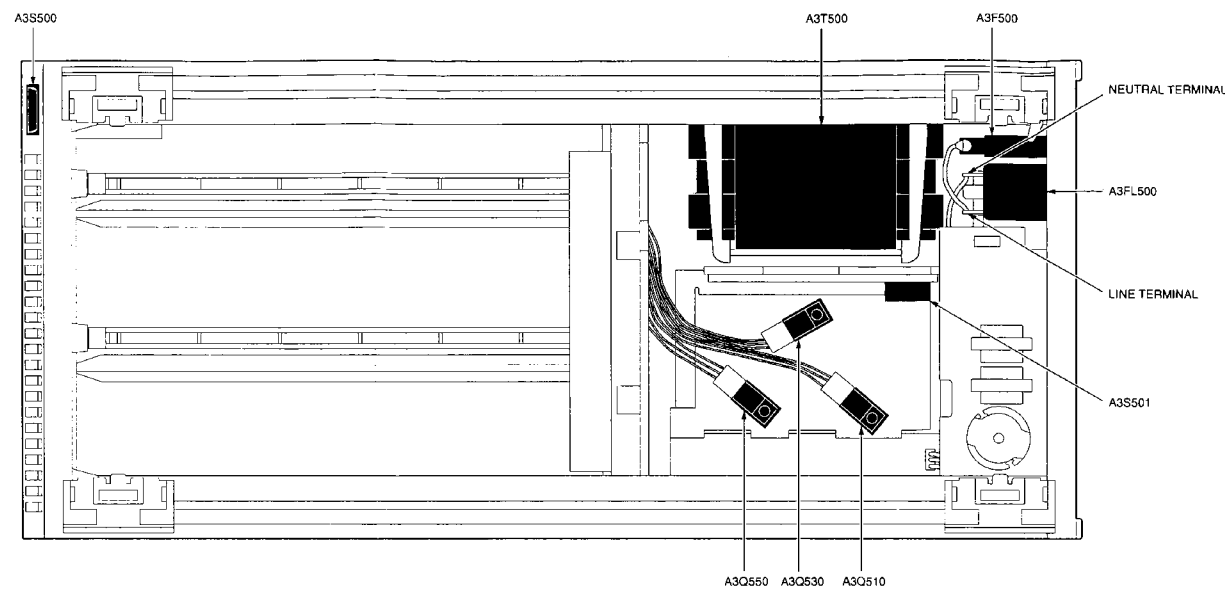 A3S500
A3T500
A3F500
NEUTRAL TERMINAL
A3FL500
LINE TERMINAL
A3S501
A3Q550
A3Q530
A3Q510